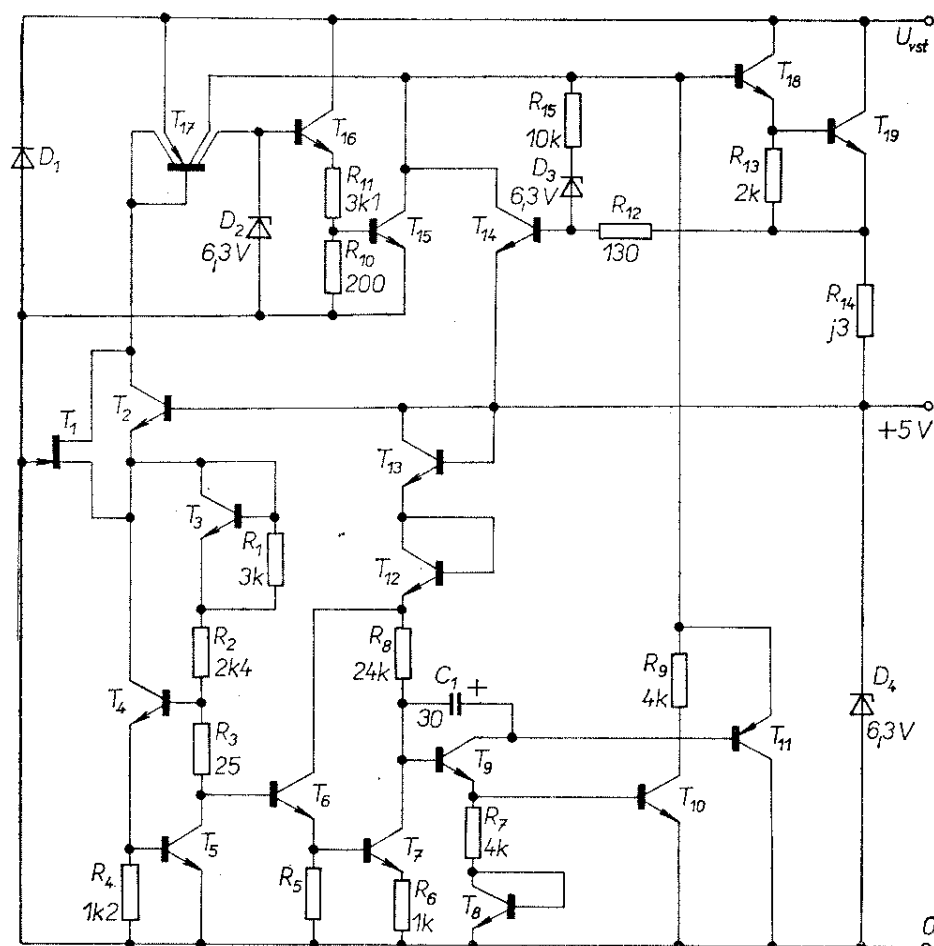 U_vst
T17
T16
T18
R15
10k
T19
D1
R11
3k1
D3
6,3V
R13
2k
D2
6,3V
R12
T15
T14
R10
200
130
R14
j3
T1
T2
+5V
T13
T3
R1
3k
T12
R2
2k4
R8
24k
R9
4k
C1
+
30
D4
6,3V
T4
R3
25
T11
T9
T6
T10
R7
4k
T5
T7
R4
1k2
R5
R6
1k
T8
0